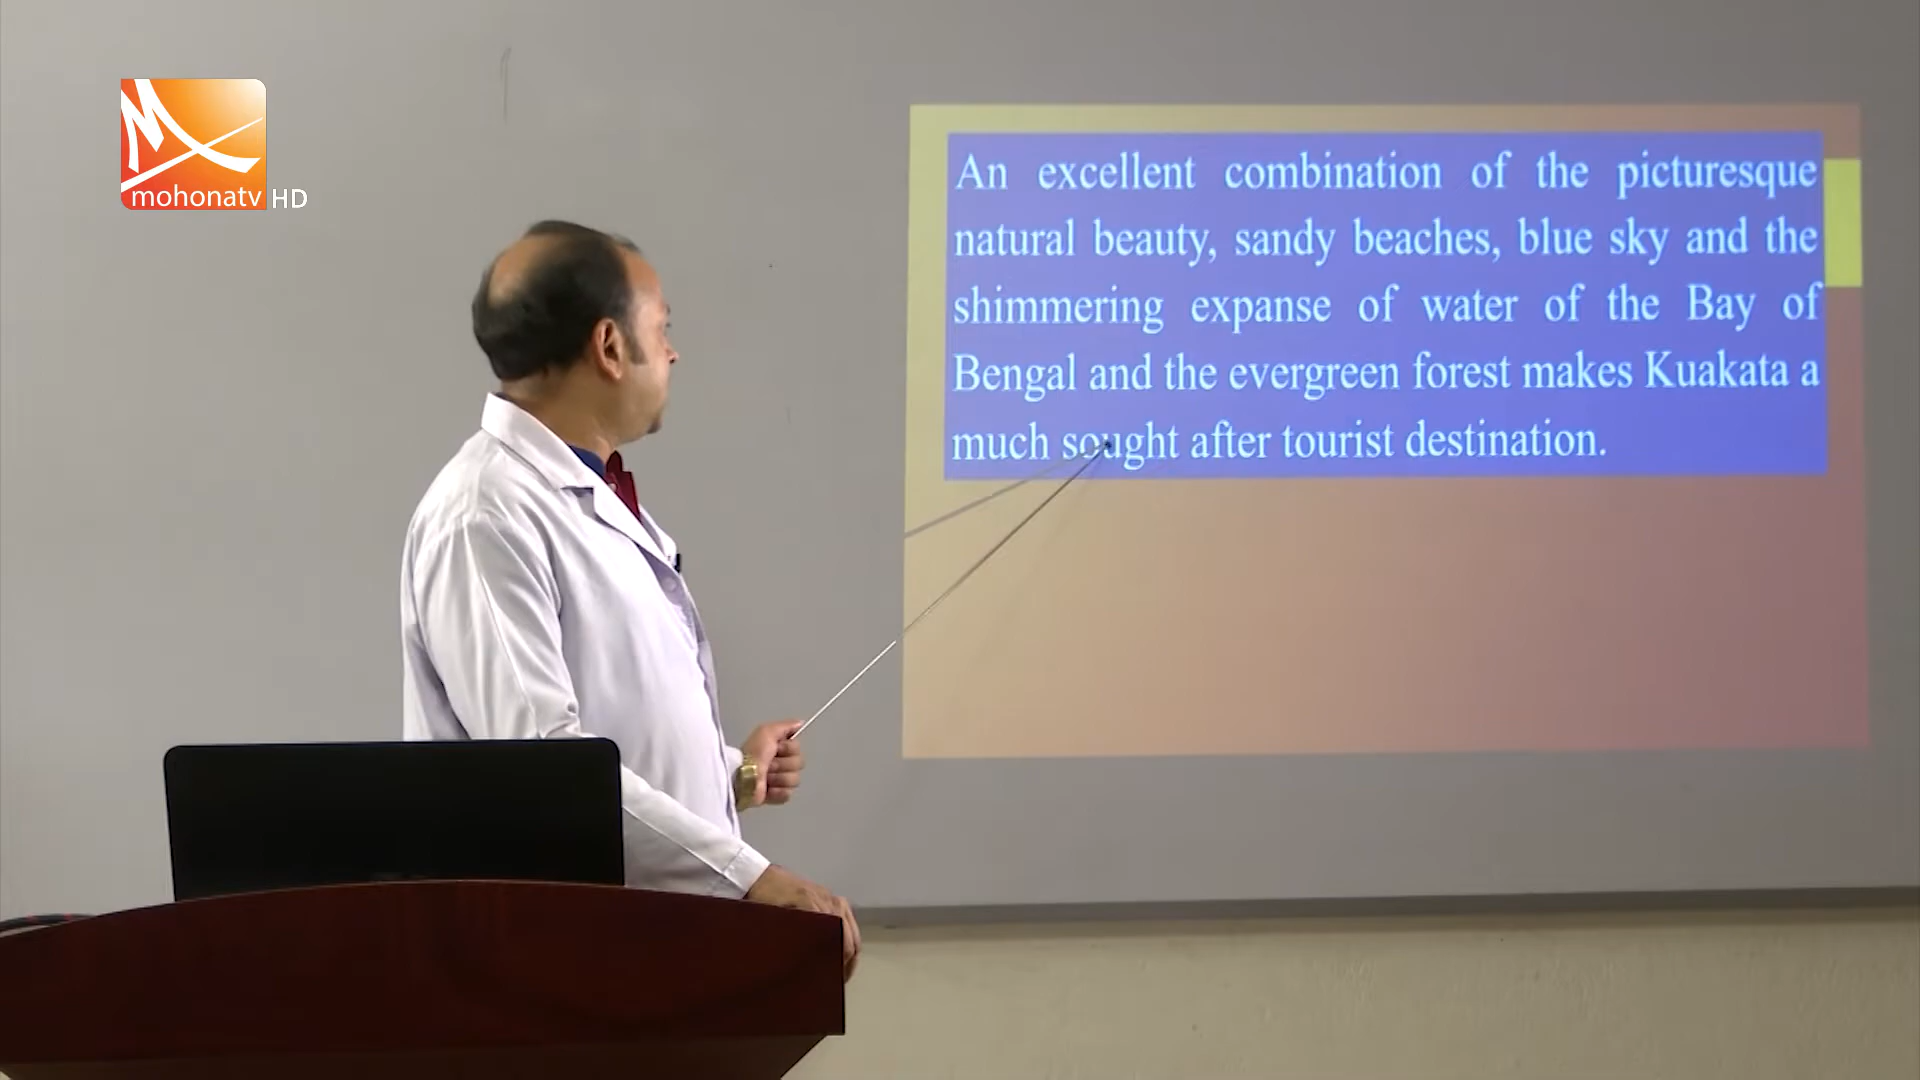 mohonatv HD
An excellent combination of the picturesque
natural beauty, sandy beaches, blue sky and the
shimmering expanse of water of the Bay of
Bengal and the evergreen forest makes Kuakata a
much sought after tourist destination.